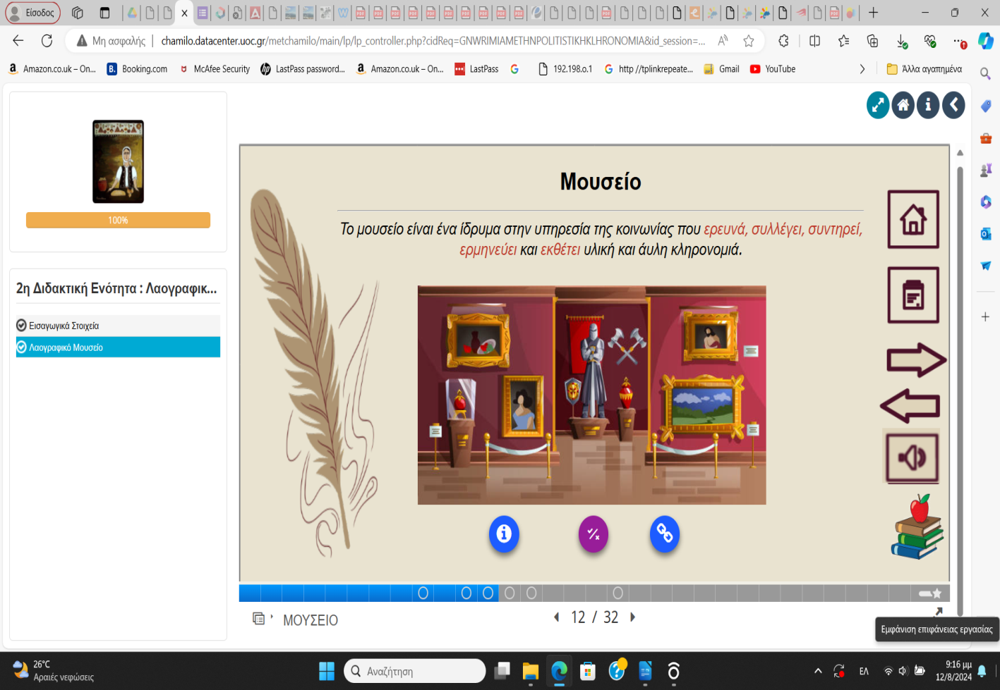 Είσοδος
Μη ασφαλής
chamilo.datacenter.uoc.gr/metchamilo/main/lp/lp_controller.php?cidReq=GNWRIMIAMETHNPOLITISTIKHKLHRONOMIA&id_session=...
Amazon.co.uk – On...
Booking.com
McAfee Security
LastPass password...
Amazon.co.uk – On...
LastPass
192.198.0.1
http://tplinkrepeate...
Gmail
YouTube
Άλλα αγαπημένα
100%
2η Διδακτική Ενότητα : Λαογραφικ...
Εισαγωγικά Στοιχεία
Λαογραφικό Μουσείο
Μουσείο
Το μουσείο είναι ένα ίδρυμα στην υπηρεσία της κοινωνίας που ερευνά, συλλέγει, συντηρεί,
ερμηνεύει και εκθέτει υλική και άυλη κληρονομιά.
ΜΟΥΣΕΙΟ
12 / 32
Εμφάνιση επιφάνειας εργασίας
26°C
Αραιές νεφώσεις
Αναζήτηση
ΕΛ
9:16 μμ
12/8/2024